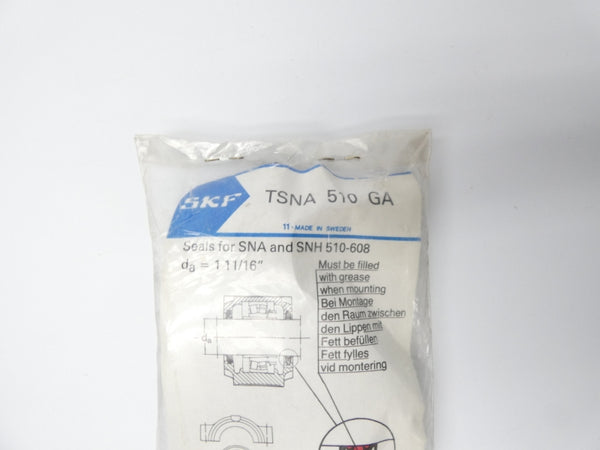 SKF
TSNA 510 GA
11 - MADE IN SWEDEN
Seals for SNA and SNH 510-608
da = 1 11/16"
Must be filled
with grease
when mounting
Bei Montage
den Raum zwischen
den Lippen mit
Fett befüllen
Fett fylles
vid montering
da